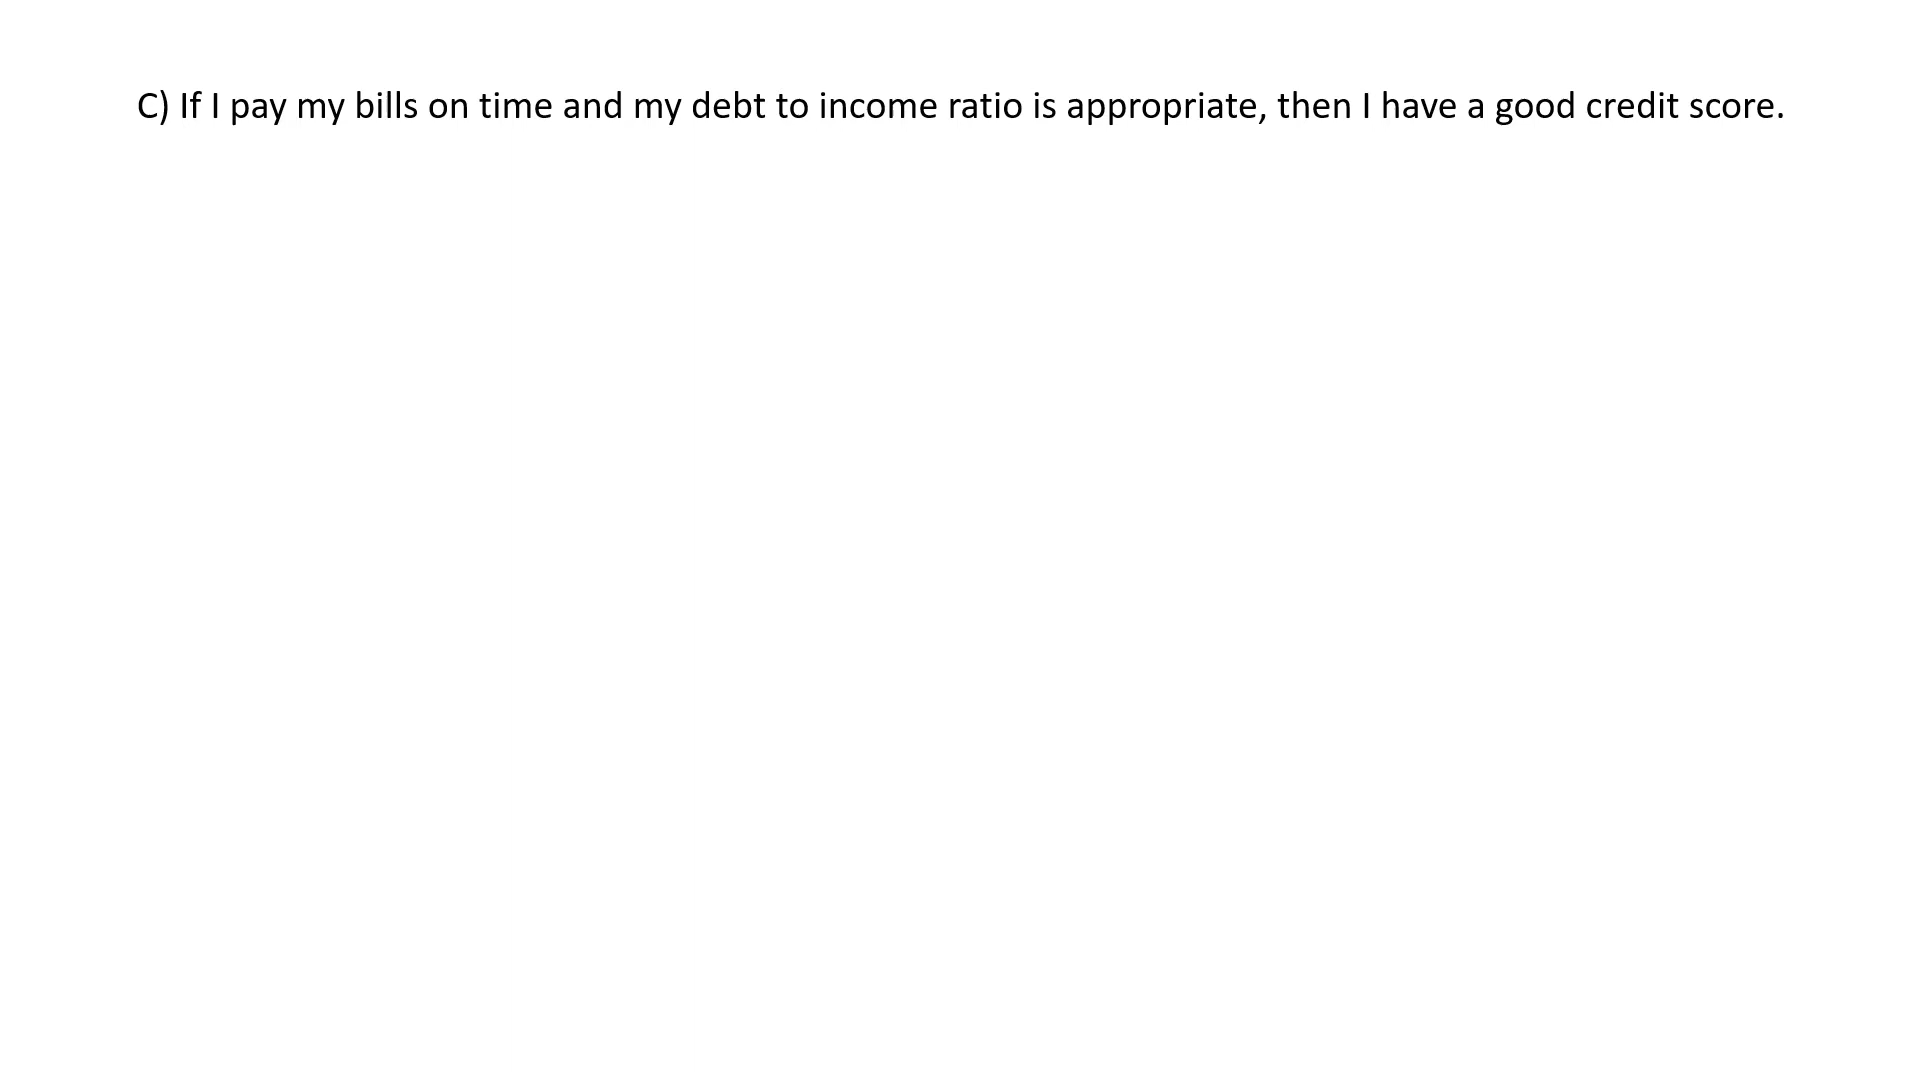 C) If I pay my bills on time and my debt to income ratio is appropriate, then I have a good credit score.